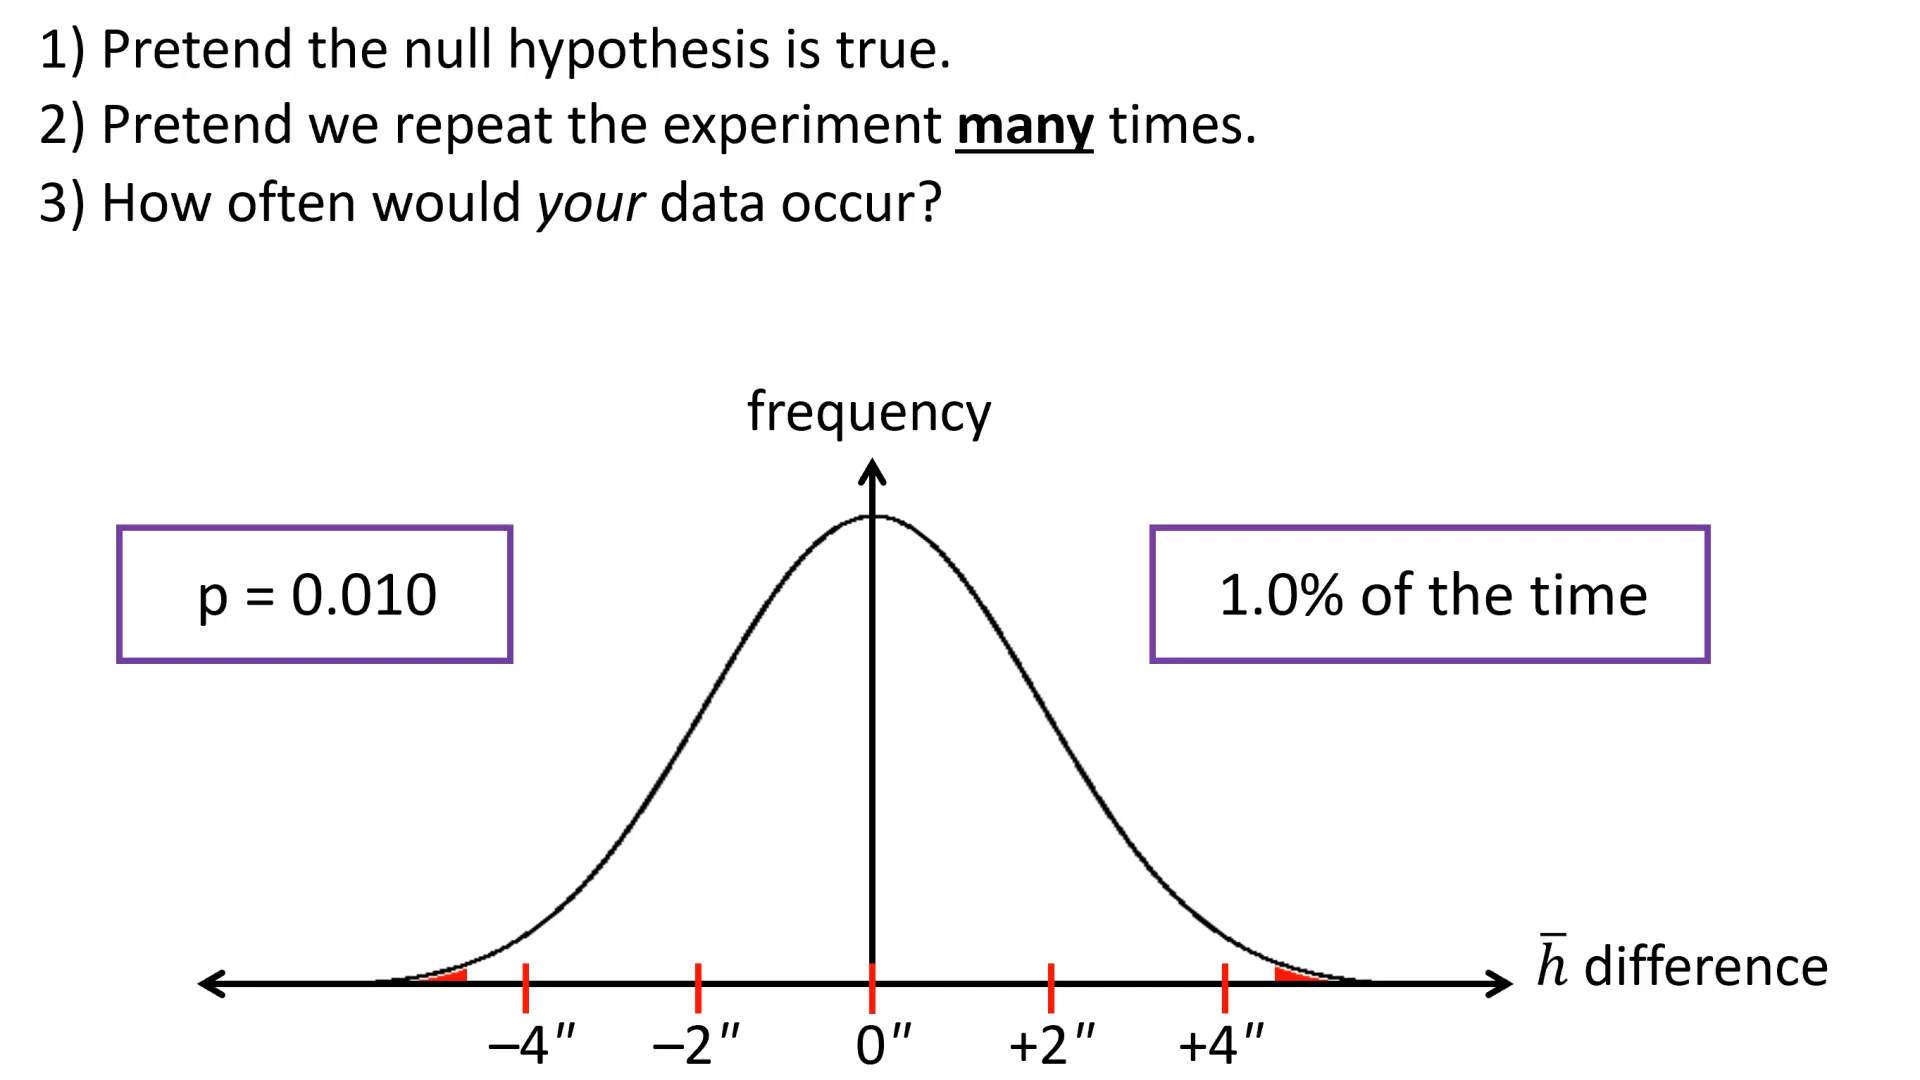 1) Pretend the null hypothesis is true.
2) Pretend we repeat the experiment many times.
3) How often would your data occur?
frequency
p = 0.010
1.0% of the time
h̅ difference
–4″ –2″ 0″ +2″ +4″